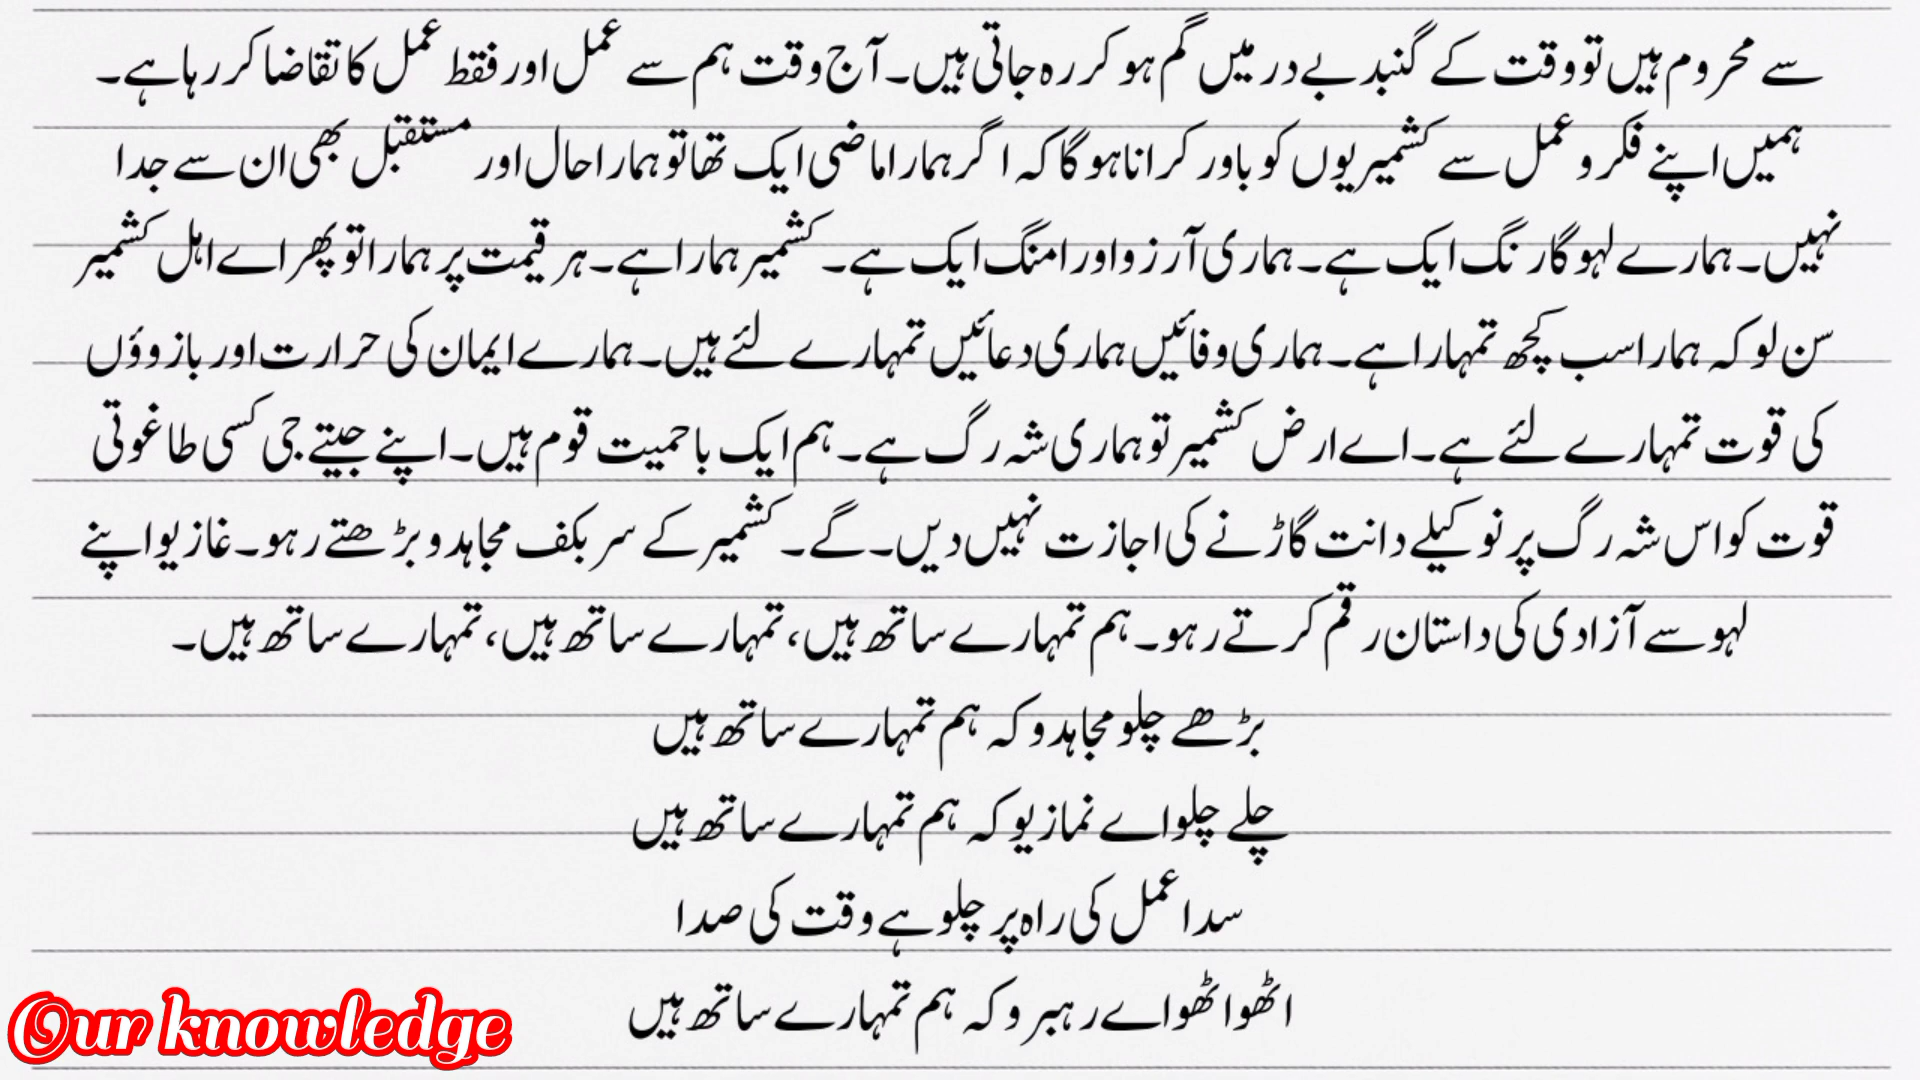 سے محروم ہیں تو وقت کے گنبد بے در میں گم ہو کر رہ جاتی ہیں۔ آج وقت ہم سے عمل اور فقط عمل کا تقاضا کر رہا ہے۔
ہمیں اپنے فکر و عمل سے کشمیریوں کو باور کرانا ہو گا کہ اگر ہمارا ماضی ایک تھا تو ہمارا حال اور مستقبل بھی ان سے جدا
نہیں۔ ہمارے لہو گا رنگ ایک ہے۔ ہماری آرزو اور امنگ ایک ہے۔ کشمیر ہمارا ہے۔ ہر قیمت پر ہمارا تو پھر اے اہل کشمیر
سن لو کہ ہمارا سب کچھ تمہارا ہے۔ ہماری وفائیں ہماری دعائیں تمہارے لئے ہیں۔ ہمارے ایمان کی حرارت اور بازوؤں
کی قوت تمہارے لئے ہے۔ اے ارض کشمیر تو ہماری شہ رگ ہے۔ ہم ایک باحمیت قوم ہیں۔ اپنے جیتے جی کسی طاغوتی
قوت کو اس شہ رگ پر نوکیلے دانت گاڑنے کی اجازت نہیں دیں۔ گے۔ کشمیر کے سر بکف مجاہدو بڑھتے رہو۔ غازیو اپنے
لہو سے آزادی کی داستان رقم کرتے رہو۔ ہم تمہارے ساتھ ہیں، تمہارے ساتھ ہیں، تمہارے ساتھ ہیں۔
بڑھے چلو مجاہدو کہ ہم تمہارے ساتھ ہیں
چلے چلو اے نمازیو کہ ہم تمہارے ساتھ ہیں
سدا عمل کی راہ پر چلو ہے وقت کی صدا
اٹھو اٹھو اے رہبرو کہ ہم تمہارے ساتھ ہیں
Our knowledge